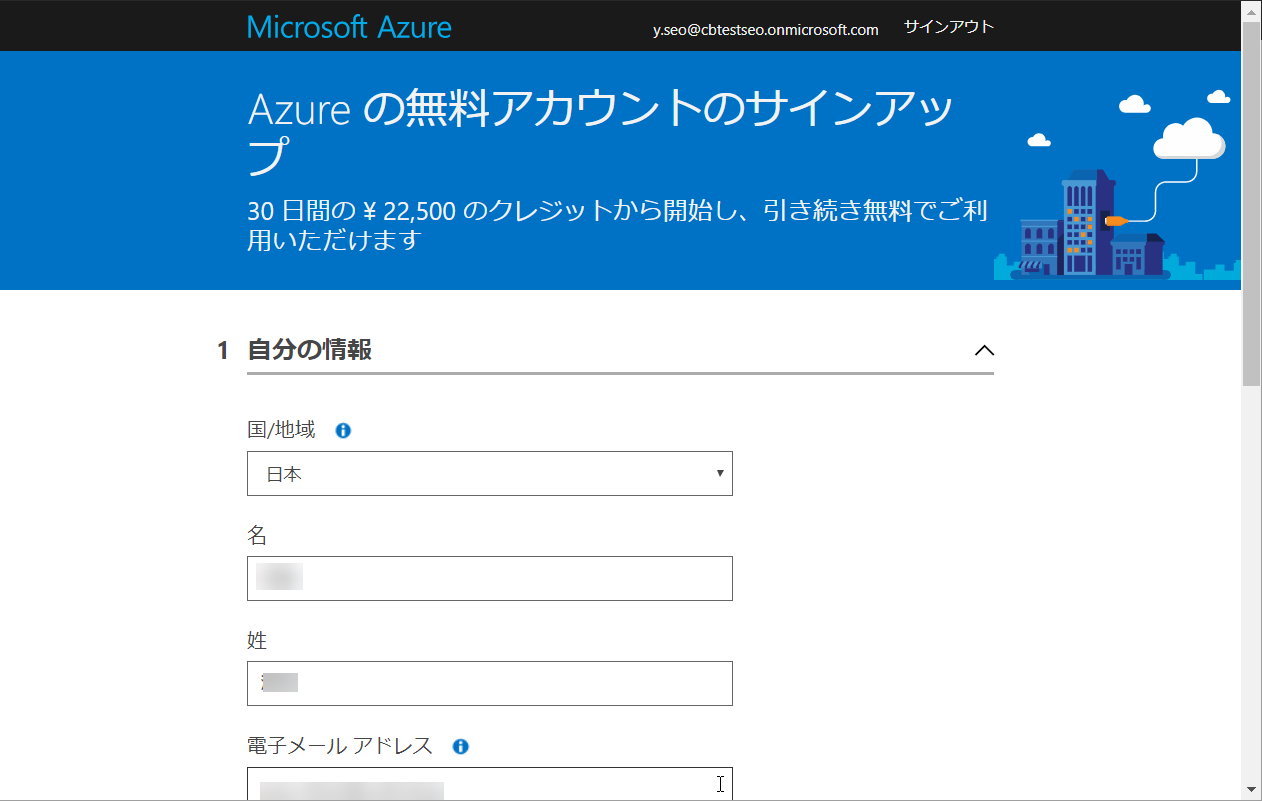 Microsoft Azure
y.seo@cbtestseo.onmicrosoft.com サインアウト
Azure の無料アカウントのサインアッ
プ
30 日間の ¥ 22,500 のクレジットから開始し、引き続き無料でご利
用いただけます
1 自分の情報
国/地域
日本
名
姓
電子メール アドレス